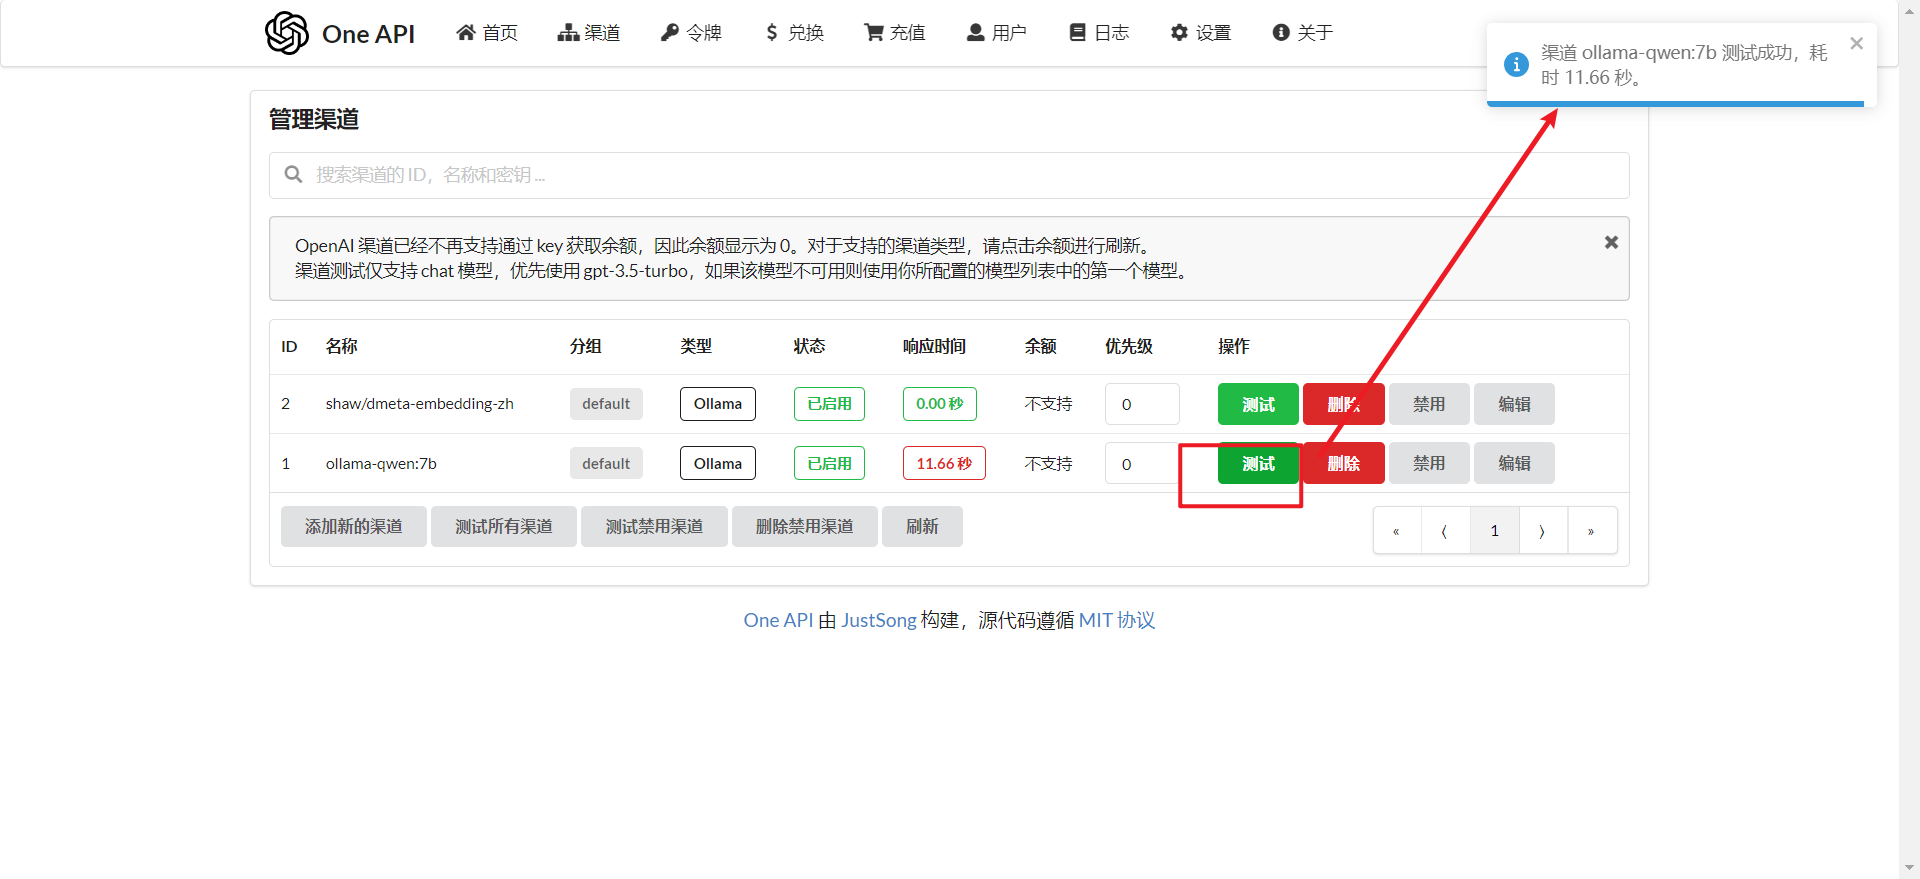 One API 首页 渠道 令牌 兑换 充值 用户 日志 设置 关于
渠道 ollama-qwen:7b 测试成功，耗
时 11.66 秒。
管理渠道
搜索渠道的 ID，名称和密钥 ...
OpenAI 渠道已经不再支持通过 key 获取余额，因此余额显示为 0。对于支持的渠道类型，请点击余额进行刷新。
渠道测试仅支持 chat 模型，优先使用 gpt-3.5-turbo，如果该模型不可用则使用你所配置的模型列表中的第一个模型。
ID 名称 分组 类型 状态 响应时间 余额 优先级 操作
2 shaw/dmeta-embedding-zh default Ollama 已启用 0.00 秒 不支持 0 测试 删除 禁用 编辑
1 ollama-qwen:7b default Ollama 已启用 11.66 秒 不支持 0 测试 删除 禁用 编辑
添加新的渠道 测试所有渠道 测试禁用渠道 删除禁用渠道 刷新 « ⟨ 1 ⟩ »
One API 由 JustSong 构建，源代码遵循 MIT 协议